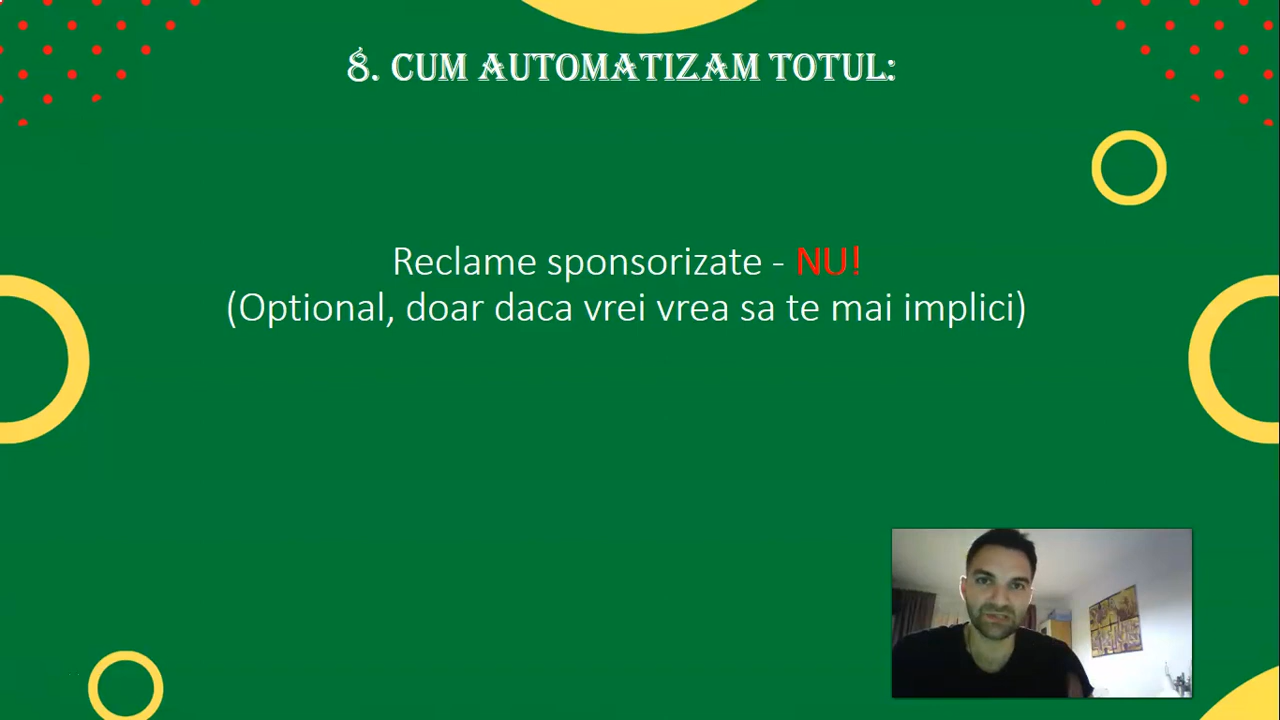 8. CUM AUTOMATIZAM TOTUL:
Reclame sponsorizate - NU!
(Optional, doar daca vrei vrea sa te mai implici)